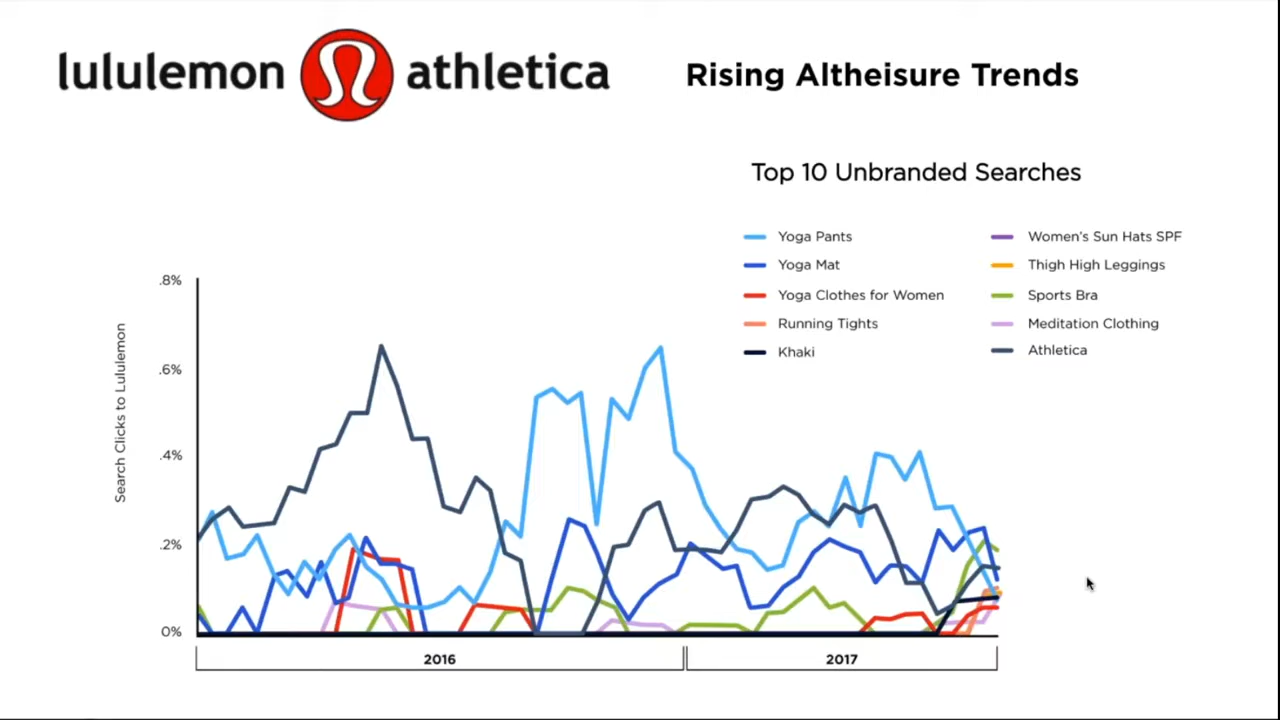 lululemon athletica
Rising Altheisure Trends
Top 10 Unbranded Searches
Yoga Pants
Yoga Mat
Yoga Clothes for Women
Running Tights
Khaki
Women's Sun Hats SPF
Thigh High Leggings
Sports Bra
Meditation Clothing
Athletica
Search Clicks to Lululemon
.8%
.6%
.4%
.2%
0%
2016
2017